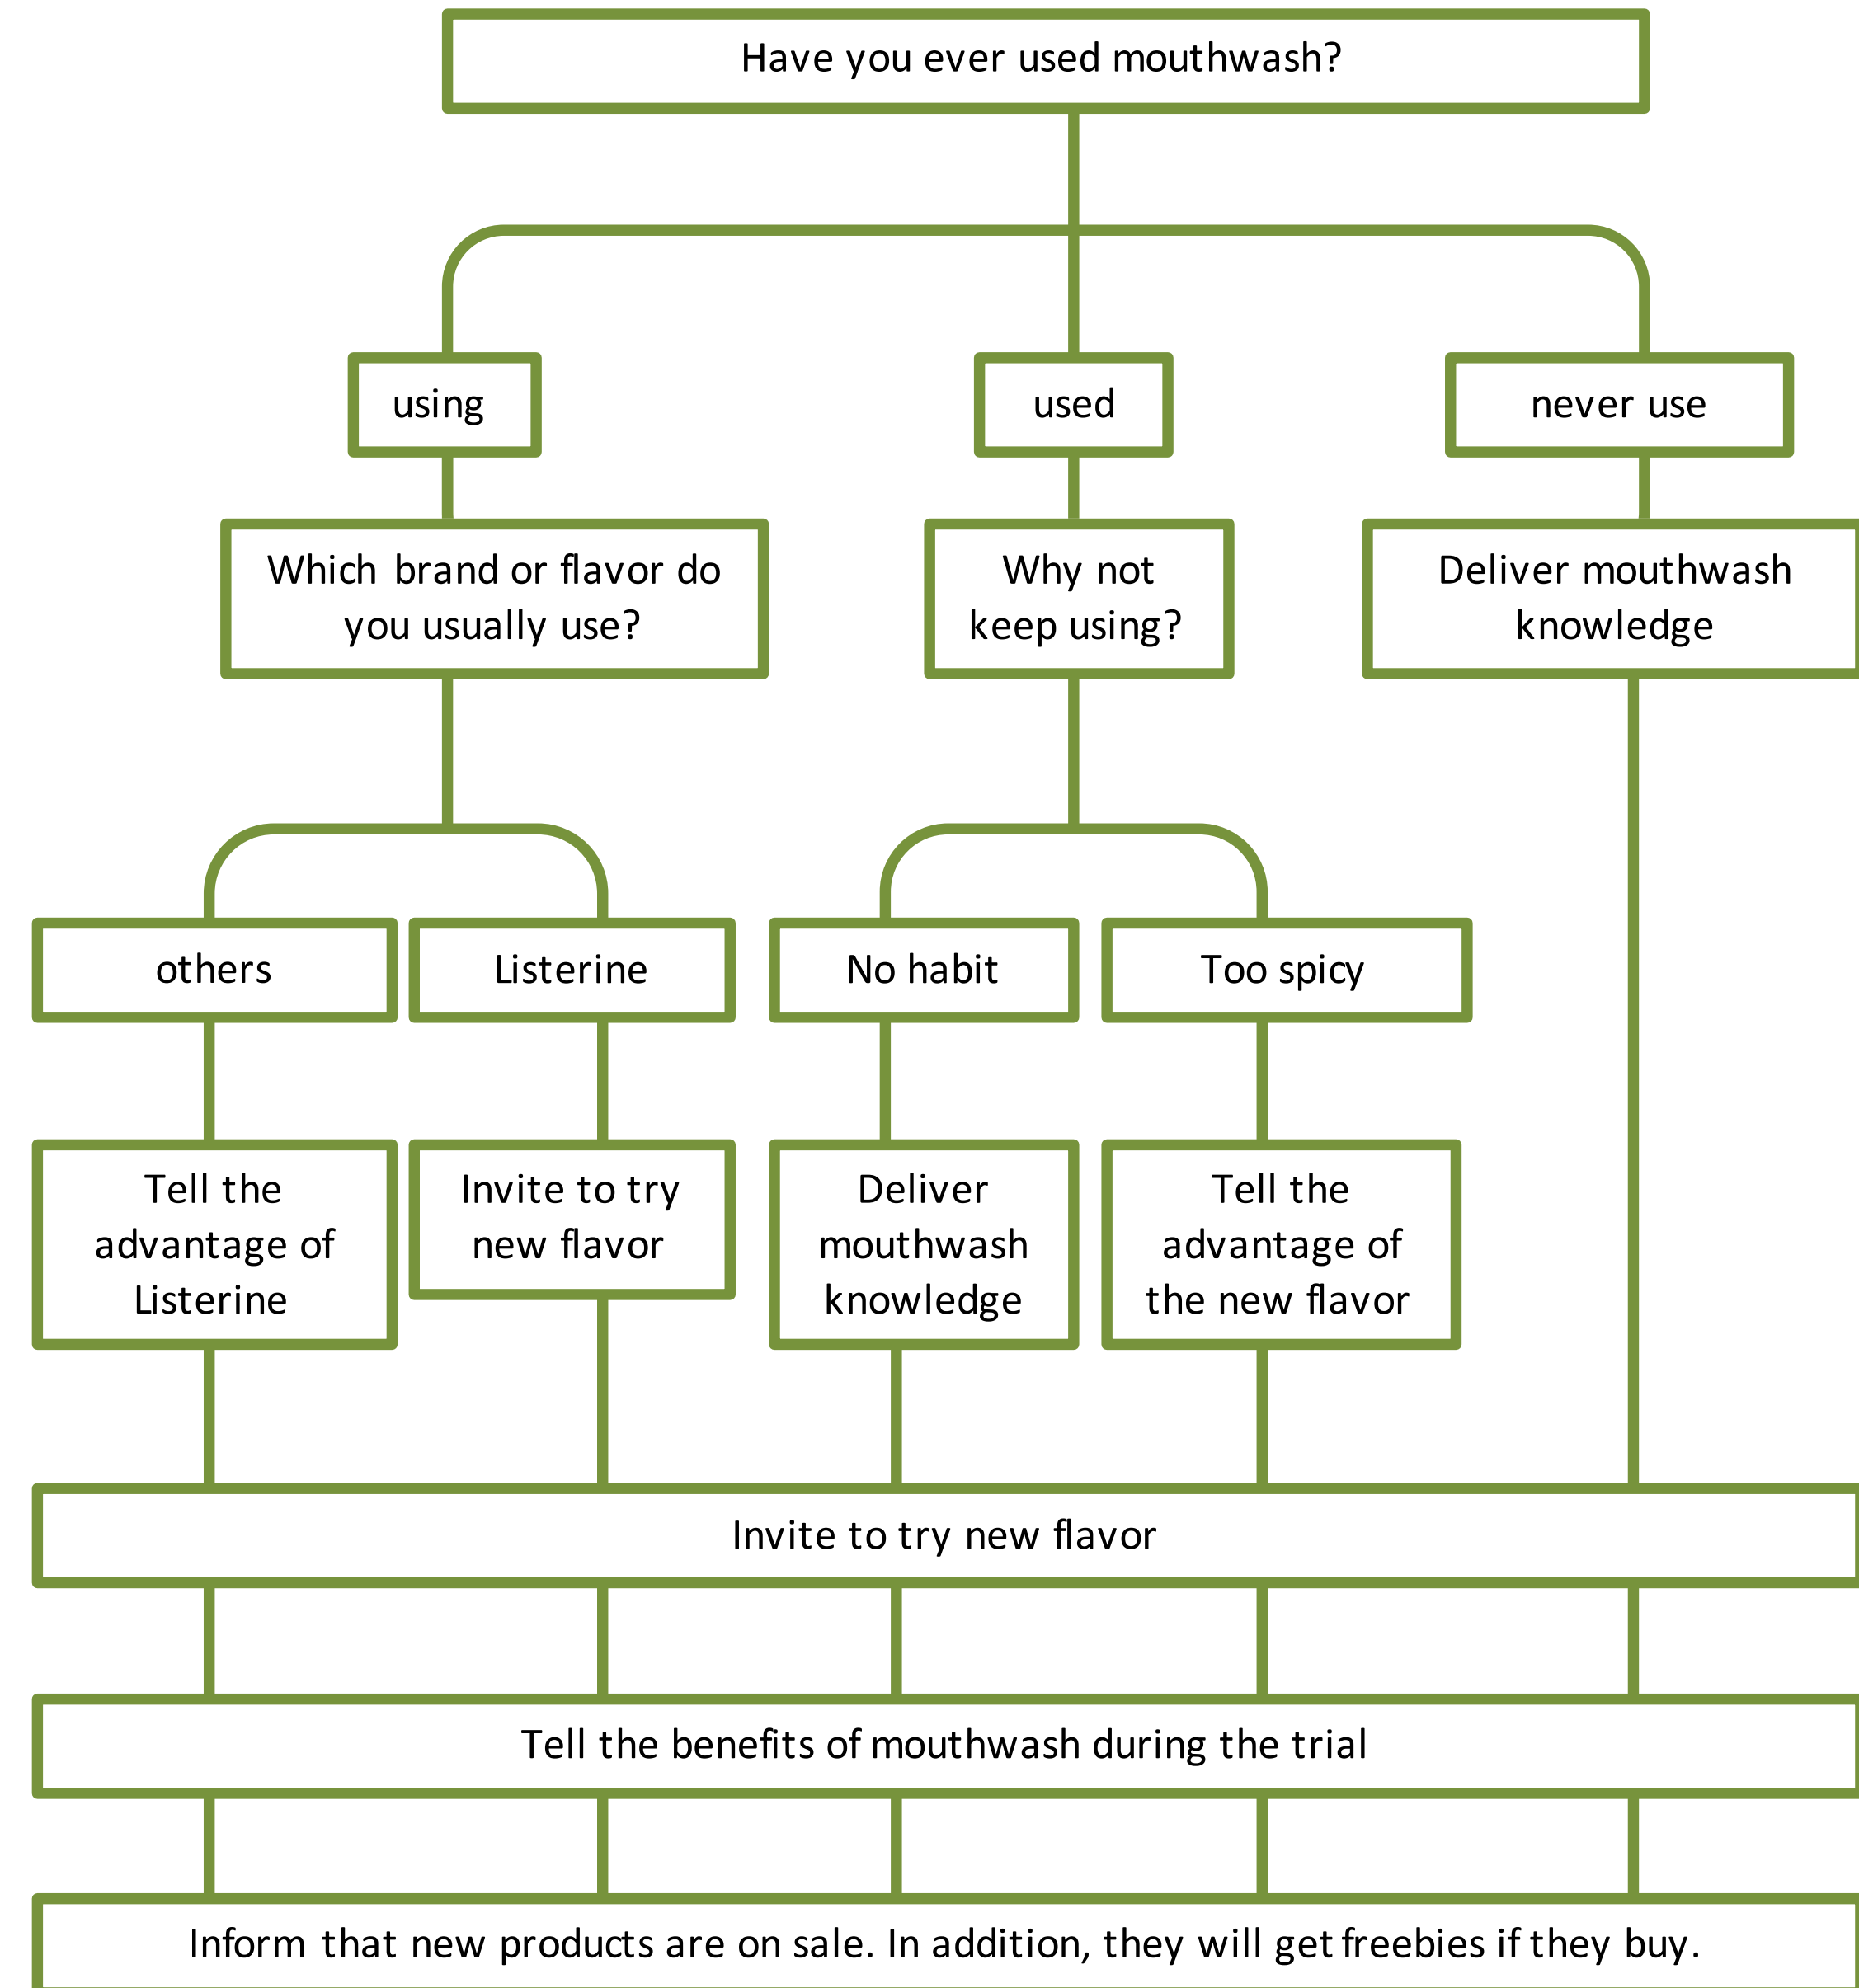 Have you ever used mouthwash?
using
used
never use
Which brand or flavor do
you usually use?
Why not
keep using?
Deliver mouthwash
knowledge
others
Listerine
No habit
Too spicy
Tell the
advantage of
Listerine
Invite to try
new flavor
Deliver
mouthwash
knowledge
Tell the
advantage of
the new flavor
Invite to try new flavor
Tell the benefits of mouthwash during the trial
Inform that new products are on sale. In addition, they will get freebies if they buy.